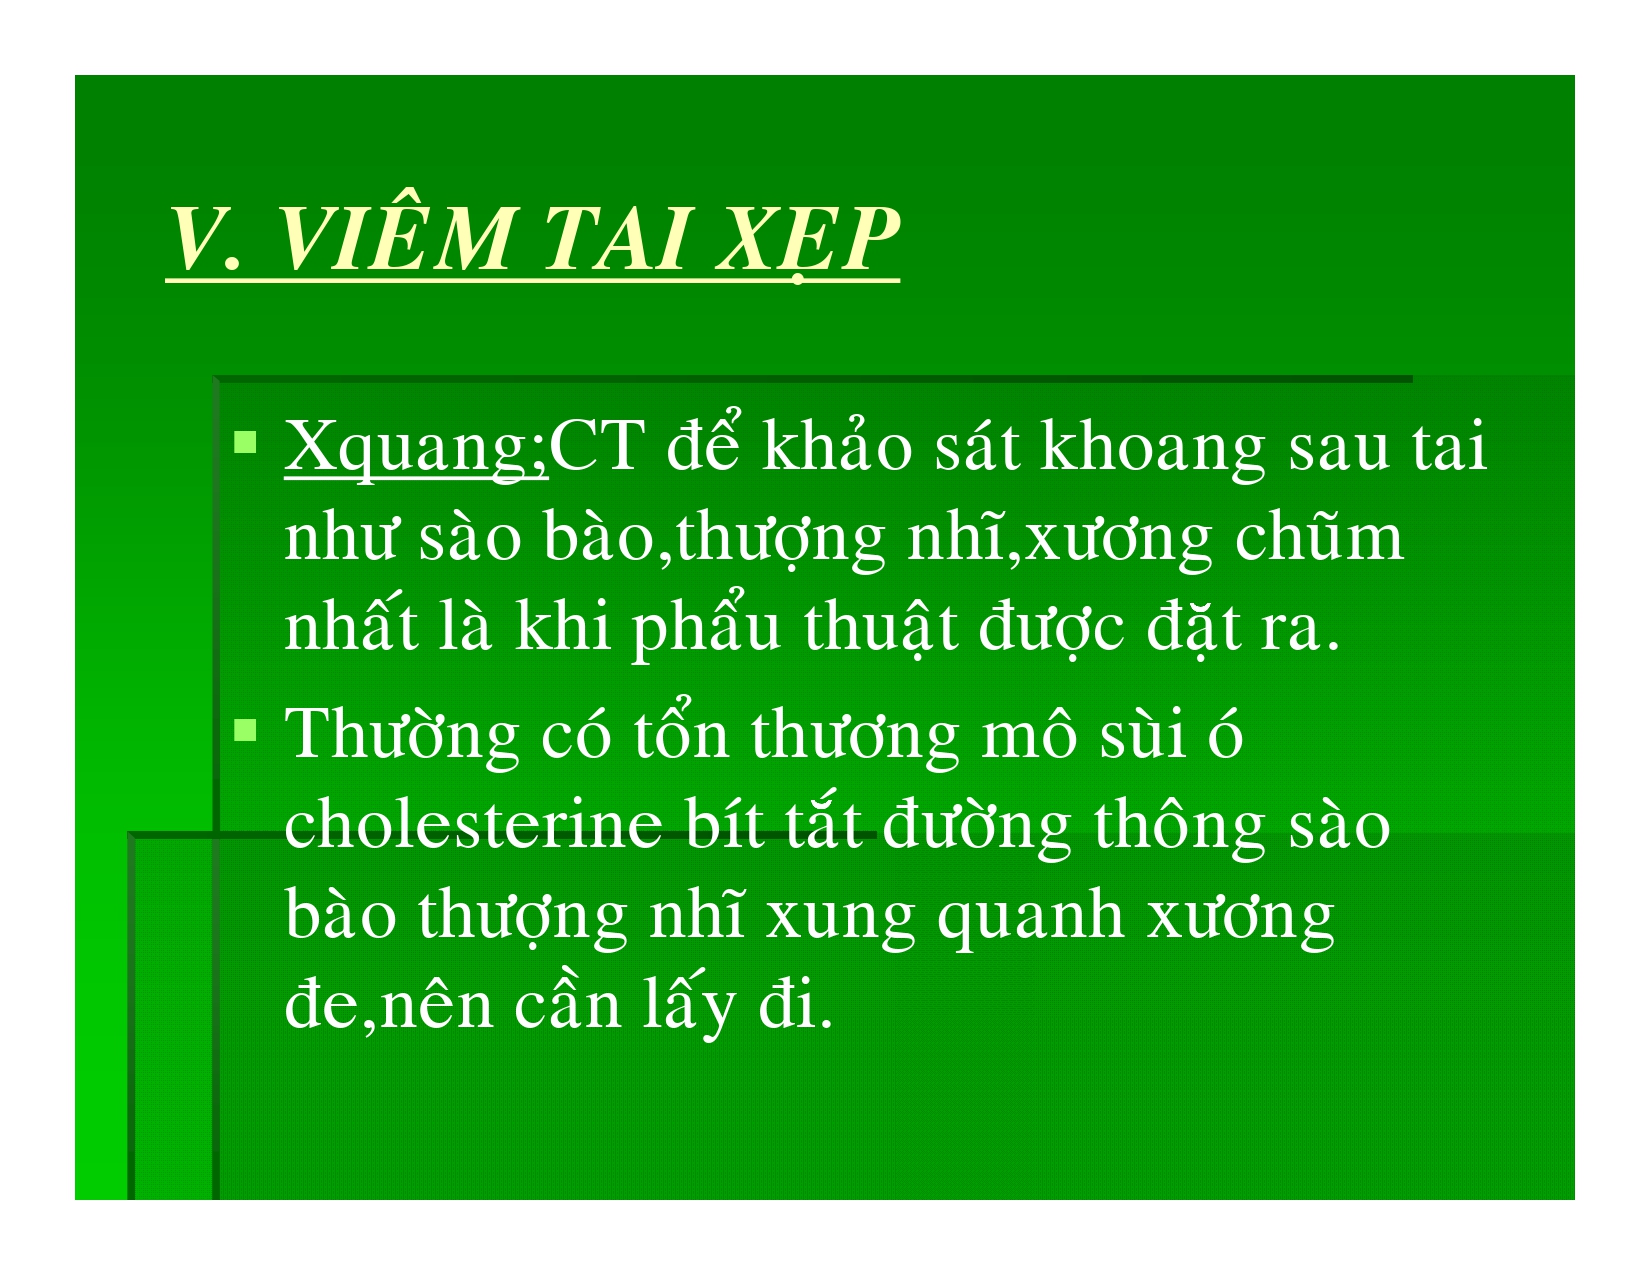 V. VIÊM TAI XẸP
Xquang;CT để khảo sát khoang sau tai
như sào bào,thượng nhĩ,xương chũm
nhất là khi phẩu thuật được đặt ra.
Thường có tổn thương mô sùi ó
cholesterine bít tắt đường thông sào
bào thượng nhĩ xung quanh xương
đe,nên cần lấy đi.